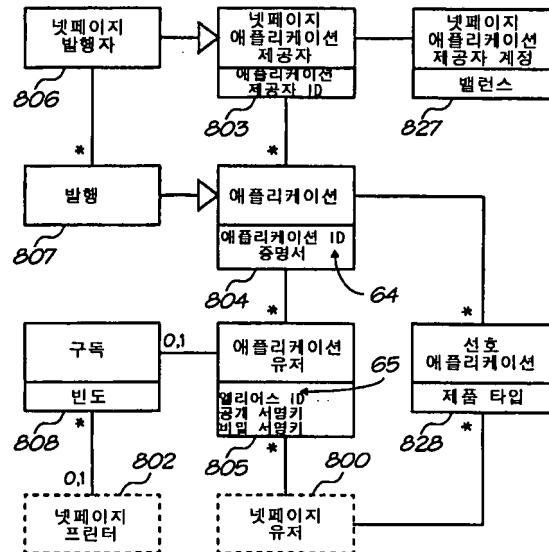 넷페이지
발행자
806
넷페이지
애플리케이션
제공자
애플리케이션
제공자 ID
803
넷페이지
애플리케이션
제공자 계정
밸런스
827
*
*
발행
807
애플리케이션
애플리케이션 ID
증명서
804
64
*
*
구독
빈도
808
0,1
애플리케이션
유저
엘리어스 ID
공개 서명키
비밀 서명키
805
65
선호
애플리케이션
제품 타입
828
*
*
*
0,1
802
넷페이지
프린터
800
넷페이지
유저